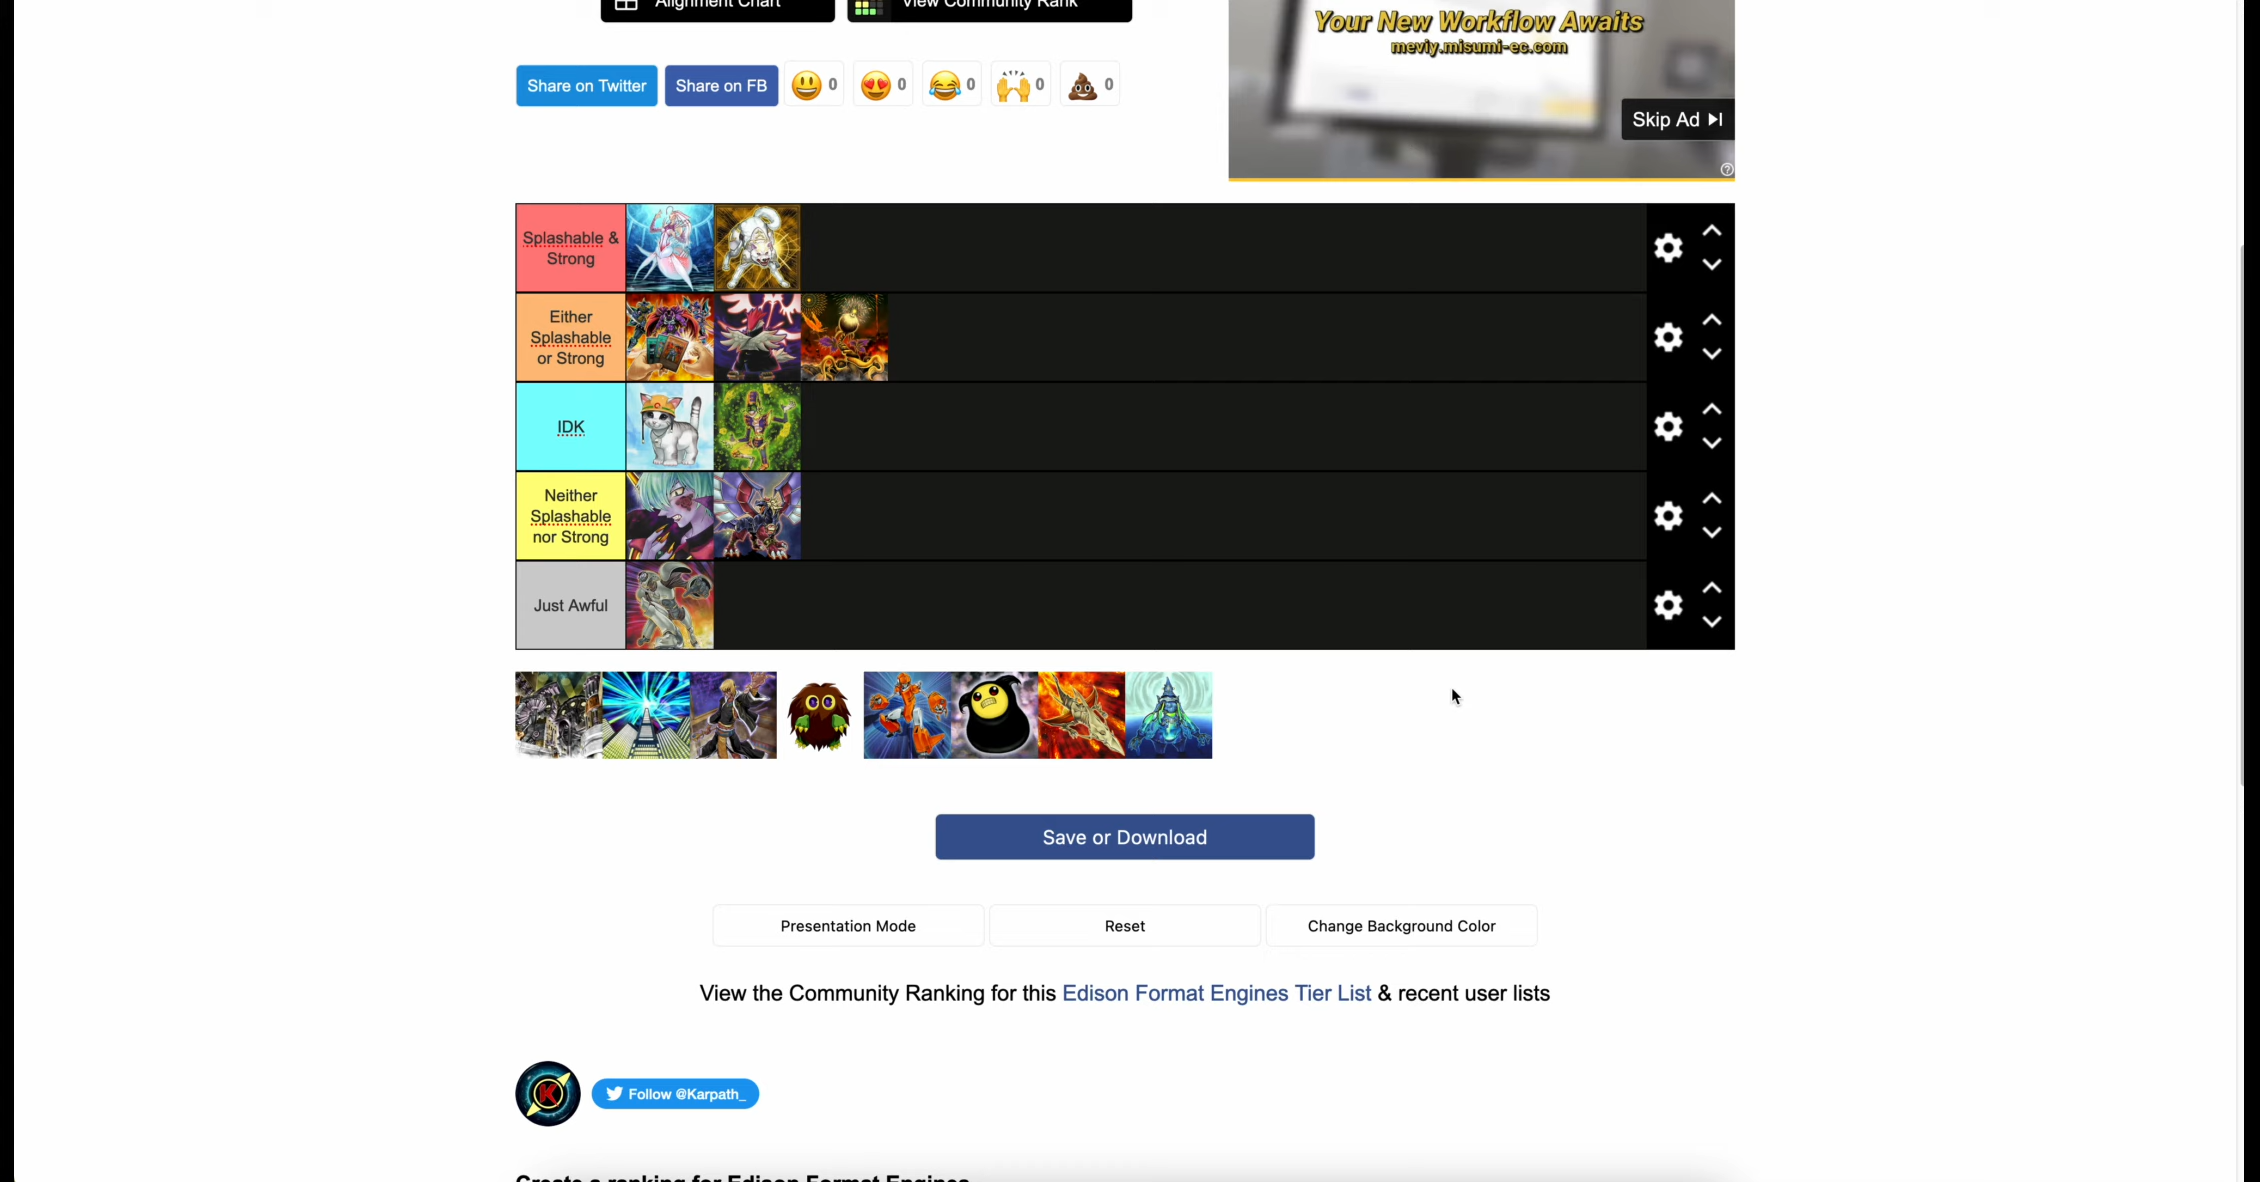 Alignment Chart
View Community Rank
Your New Workflow Awaits
meviy.misumi-ec.com
Share on Twitter
Share on FB
0
0
0
0
0
Skip Ad
Splashable &
Strong
Either
Splashable
or Strong
IDK
Neither
Splashable
nor Strong
Just Awful
Save or Download
Presentation Mode
Reset
Change Background Color
View the Community Ranking for this Edison Format Engines Tier List & recent user lists
K
Follow @Karpath_
Create a ranking for Edison Format Engines